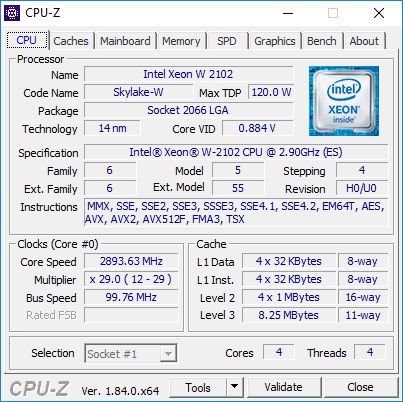 CPU-Z
CPU Caches Mainboard Memory SPD Graphics Bench About
Processor
Name Intel Xeon W 2102
Code Name Skylake-W Max TDP 120.0 W
Package Socket 2066 LGA
Technology 14 nm Core VID 0.884 V
intel
XEON
inside™
Specification Intel® Xeon® W-2102 CPU @ 2.90GHz (ES)
Family 6 Model 5 Stepping 4
Ext. Family 6 Ext. Model 55 Revision H0/U0
Instructions MMX, SSE, SSE2, SSE3, SSSE3, SSE4.1, SSE4.2, EM64T, AES,
AVX, AVX2, AVX512F, FMA3, TSX
Clocks (Core #0)
Core Speed 2893.63 MHz
Multiplier x 29.0 ( 12 - 29 )
Bus Speed 99.76 MHz
Rated FSB
Cache
L1 Data 4 x 32 KBytes 8-way
L1 Inst. 4 x 32 KBytes 8-way
Level 2 4 x 1 MBytes 16-way
Level 3 8.25 MBytes 11-way
Selection Socket #1 Cores 4 Threads 4
CPU-Z Ver. 1.84.0.x64 Tools Validate Close